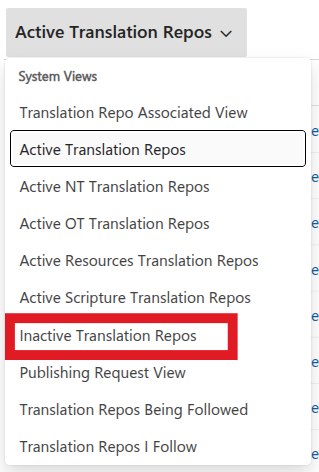 Active Translation Repos
System Views
Translation Repo Associated View
Active Translation Repos
e
Active NT Translation Repos
e
Active OT Translation Repos
e
Active Resources Translation Repos
e
Active Scripture Translation Repos
e
Inactive Translation Repos
e
Publishing Request View
e
Translation Repos Being Followed
e
Translation Repos I Follow
e